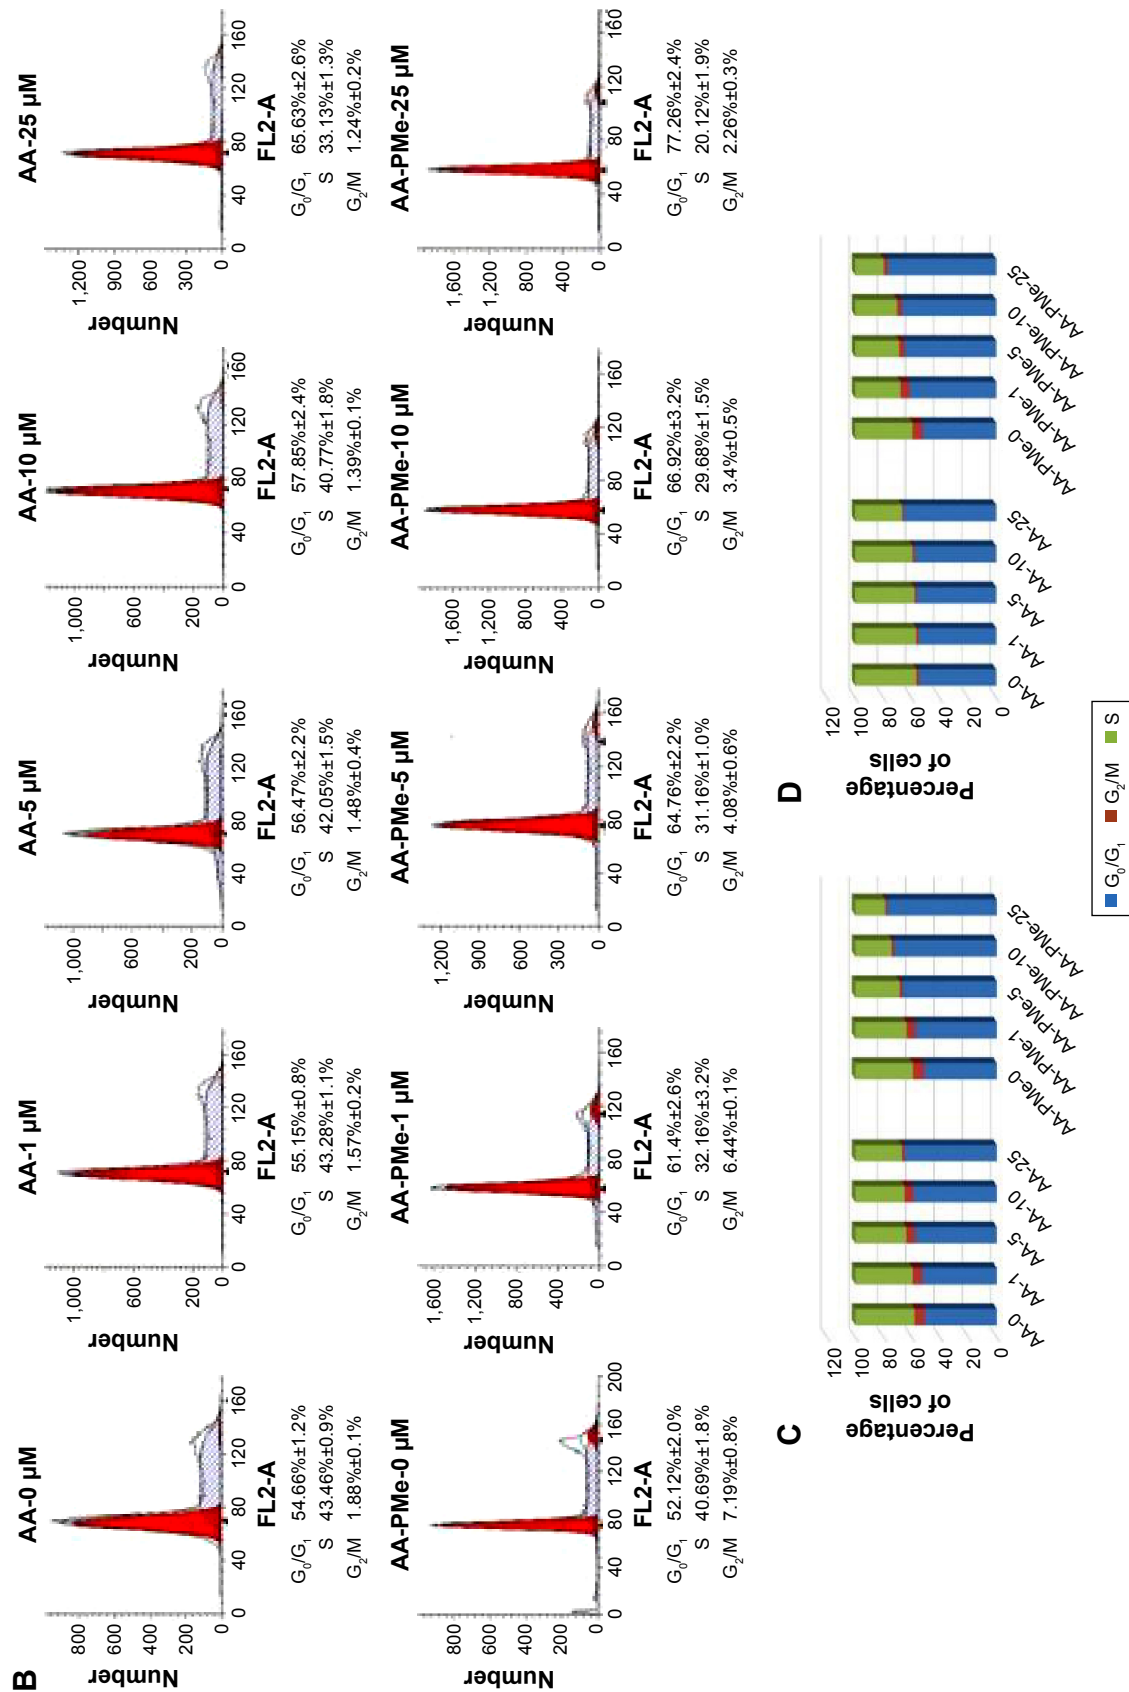 B
AA-0 µM
Number
800
600
400
200
0
0 40 80 120 160
FL2-A
G0/G1 54.66%±1.2%
S 43.46%±0.9%
G2/M 1.88%±0.1%
AA-1 µM
Number
1,000
600
200
0
0 40 80 120 160
FL2-A
G0/G1 55.15%±0.8%
S 43.28%±1.1%
G2/M 1.57%±0.2%
AA-5 µM
Number
1,000
600
200
0
0 40 80 120 160
FL2-A
G0/G1 56.47%±2.2%
S 42.05%±1.5%
G2/M 1.48%±0.4%
AA-10 µM
Number
1,000
600
200
0
0 40 80 120 160
FL2-A
G0/G1 57.85%±2.4%
S 40.77%±1.8%
G2/M 1.39%±0.1%
AA-25 µM
Number
1,200
900
600
300
0
0 40 80 120 160
FL2-A
G0/G1 65.63%±2.6%
S 33.13%±1.3%
G2/M 1.24%±0.2%
AA-PMe-0 µM
Number
800
600
400
200
0
0 40 80 120 160 200
FL2-A
G0/G1 52.12%±2.0%
S 40.69%±1.8%
G2/M 7.19%±0.8%
AA-PMe-1 µM
Number
1,600
1,200
800
400
0
0 40 80 120 160
FL2-A
G0/G1 61.4%±2.6%
S 32.16%±3.2%
G2/M 6.44%±0.1%
AA-PMe-5 µM
Number
1,200
900
600
300
0
0 40 80 120 160
FL2-A
G0/G1 64.76%±2.2%
S 31.16%±1.0%
G2/M 4.08%±0.6%
AA-PMe-10 µM
Number
1,600
1,200
800
400
0
0 40 80 120 160
FL2-A
G0/G1 66.92%±3.2%
S 29.68%±1.5%
G2/M 3.4%±0.5%
AA-PMe-25 µM
Number
1,600
1,200
800
400
0
0 40 80 120 160
FL2-A
G0/G1 77.26%±2.4%
S 20.12%±1.9%
G2/M 2.26%±0.3%
C
Percentage
of cells
120
100
80
60
40
20
0
AA-0
AA-1
AA-5
AA-10
AA-25
AA-PMe-0
AA-PMe-1
AA-PMe-5
AA-PMe-10
AA-PMe-25
D
Percentage
of cells
120
100
80
60
40
20
0
AA-0
AA-1
AA-5
AA-10
AA-25
AA-PMe-0
AA-PMe-1
AA-PMe-5
AA-PMe-10
AA-PMe-25
G0/G1 G2/M S